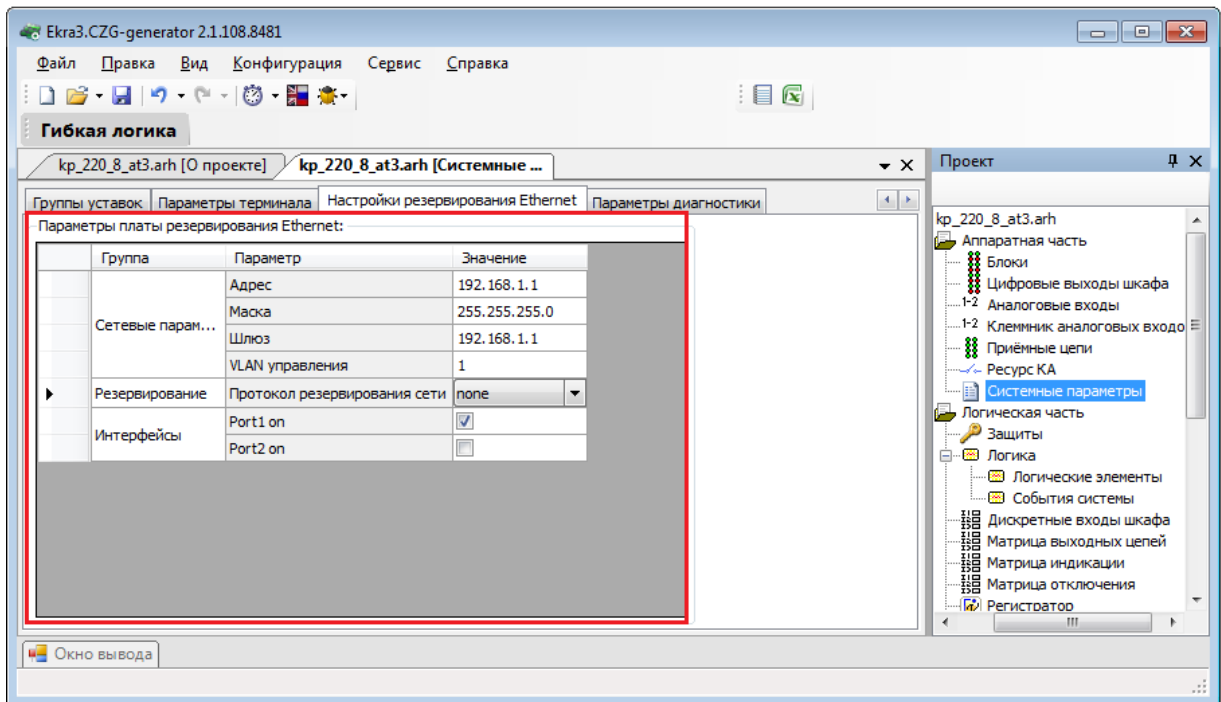 Ekra3.CZG-generator 2.1.108.8481
Файл Правка Вид Конфигурация Сервис Справка
Гибкая логика
kp_220_8_at3.arh [О проекте] kp_220_8_at3.arh [Системные ...
Группы уставок Параметры терминала Настройки резервирования Ethernet Параметры диагностики
Параметры платы резервирования Ethernet:
Группа Параметр Значение
Сетевые парам... Адрес 192.168.1.1
Маска 255.255.255.0
Шлюз 192.168.1.1
VLAN управления 1
Резервирование Протокол резервирования сети none
Интерфейсы Port1 on
Port2 on
Проект
kp_220_8_at3.arh
Аппаратная часть
Блоки
Цифровые выходы шкафа
1-2 Аналоговые входы
1-2 Клеммник аналоговых входо
Приёмные цепи
Ресурс КА
Системные параметры
Логическая часть
Защиты
Логика
Логические элементы
События системы
Дискретные входы шкафа
Матрица выходных цепей
Матрица индикации
Матрица отключения
Регистратор
Окно вывода